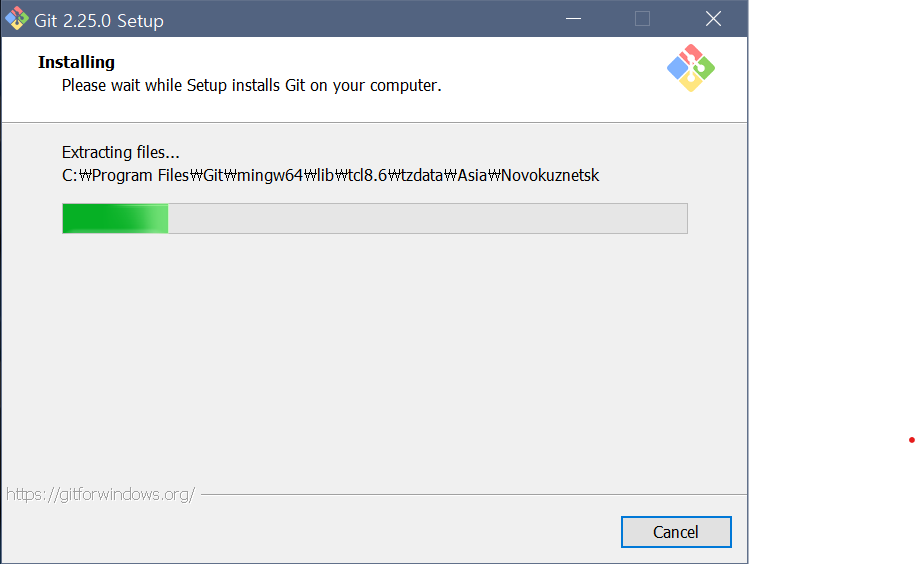 Git 2.25.0 Setup
Installing
Please wait while Setup installs Git on your computer.
Extracting files...
C:₩Program Files₩Git₩mingw64₩lib₩tcl8.6₩tzdata₩Asia₩Novokuznetsk
https://gitforwindows.org/
Cancel